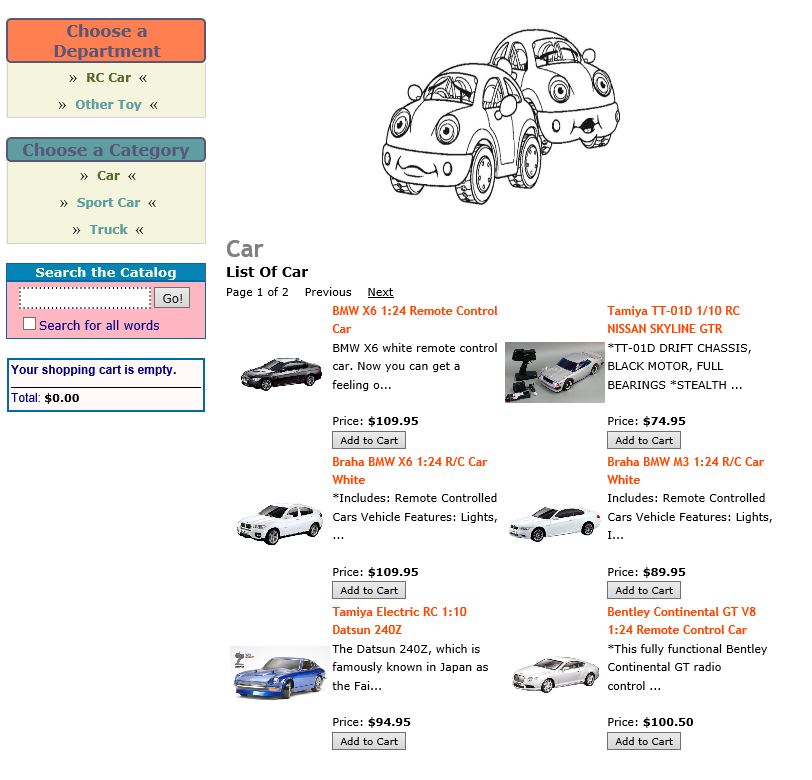 Choose a
Department
» RC Car «
» Other Toy «
Choose a Category
» Car «
» Sport Car «
» Truck «
Search the Catalog
Go!
Search for all words
Your shopping cart is empty.
Total: $0.00
Car
List Of Car
Page 1 of 2 Previous Next
BMW X6 1:24 Remote Control
Car
BMW X6 white remote control
car. Now you can get a
feeling o...
Price: $109.95
Add to Cart
Tamiya TT-01D 1/10 RC
NISSAN SKYLINE GTR
*TT-01D DRIFT CHASSIS,
BLACK MOTOR, FULL
BEARINGS *STEALTH ...
Price: $74.95
Add to Cart
Braha BMW X6 1:24 R/C Car
White
*Includes: Remote Controlled
Cars Vehicle Features: Lights,
...
Price: $109.95
Add to Cart
Braha BMW M3 1:24 R/C Car
White
Includes: Remote Controlled
Cars Vehicle Features: Lights,
I...
Price: $89.95
Add to Cart
Tamiya Electric RC 1:10
Datsun 240Z
The Datsun 240Z, which is
famously known in Japan as
the Fai...
Price: $94.95
Add to Cart
Bentley Continental GT V8
1:24 Remote Control Car
*This fully functional Bentley
Continental GT radio
control ...
Price: $100.50
Add to Cart